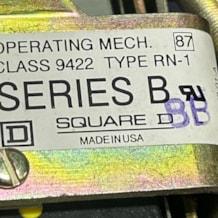 OPERATING MECH. 87
CLASS 9422 TYPE RN-1
SERIES B
SQUARE D BB
MADE IN USA